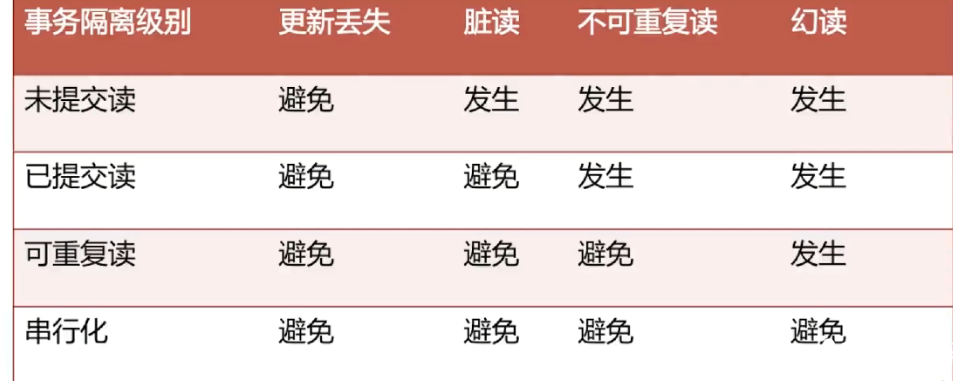 事务隔离级别 更新丢失 脏读 不可重复读 幻读
未提交读 避免 发生 发生 发生
已提交读 避免 避免 发生 发生
可重复读 避免 避免 避免 发生
串行化 避免 避免 避免 避免